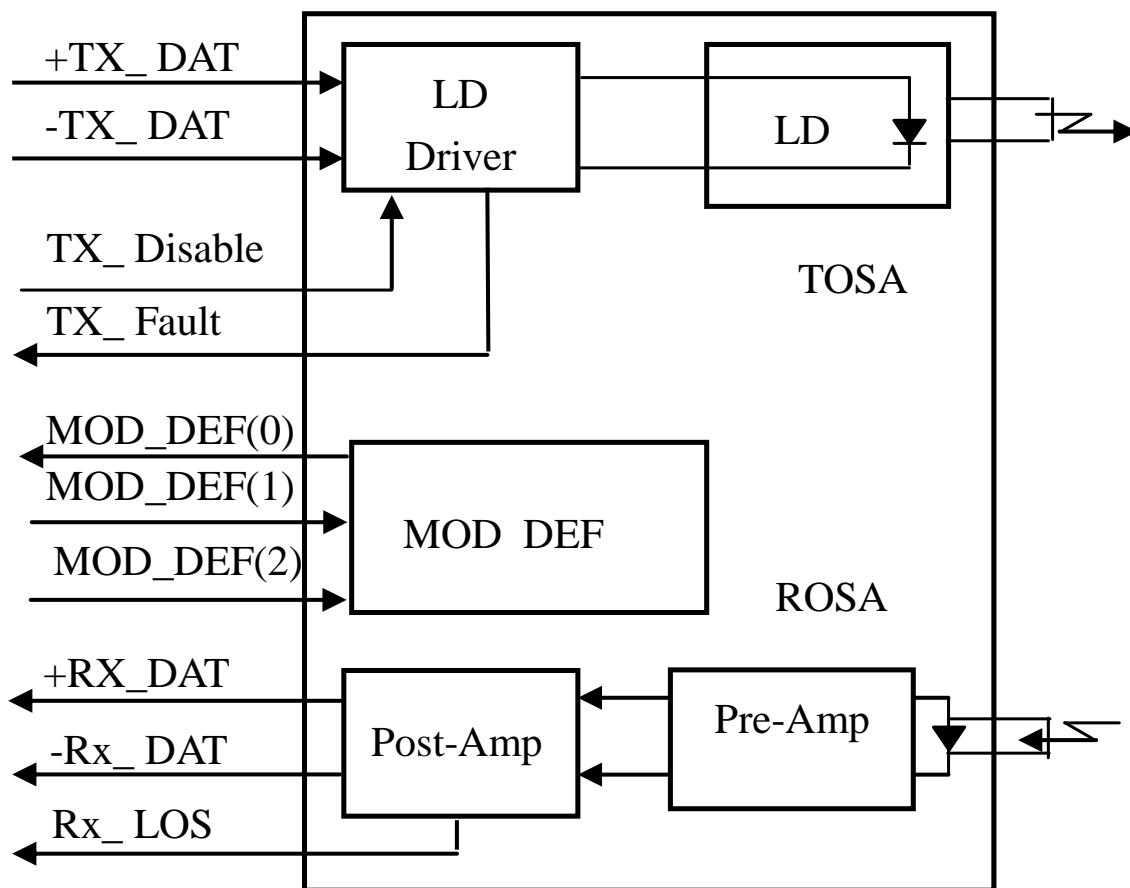 +TX_ DAT
-TX_ DAT
TX_ Disable
TX_ Fault
LD
Driver
LD
TOSA
MOD_DEF(0)
MOD_DEF(1)
MOD_DEF(2)
MOD DEF
ROSA
+RX_DAT
-Rx_ DAT
Rx_ LOS
Post-Amp
Pre-Amp